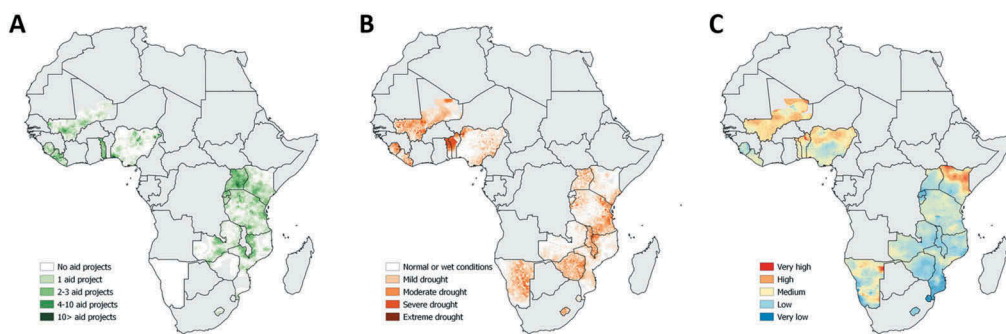 A
No aid projects
1 aid project
2-3 aid projects
4-10 aid projects
10> aid projects
B
Normal or wet conditions
Mild drought
Moderate drought
Severe drought
Extreme drought
C
Very high
High
Medium
Low
Very low